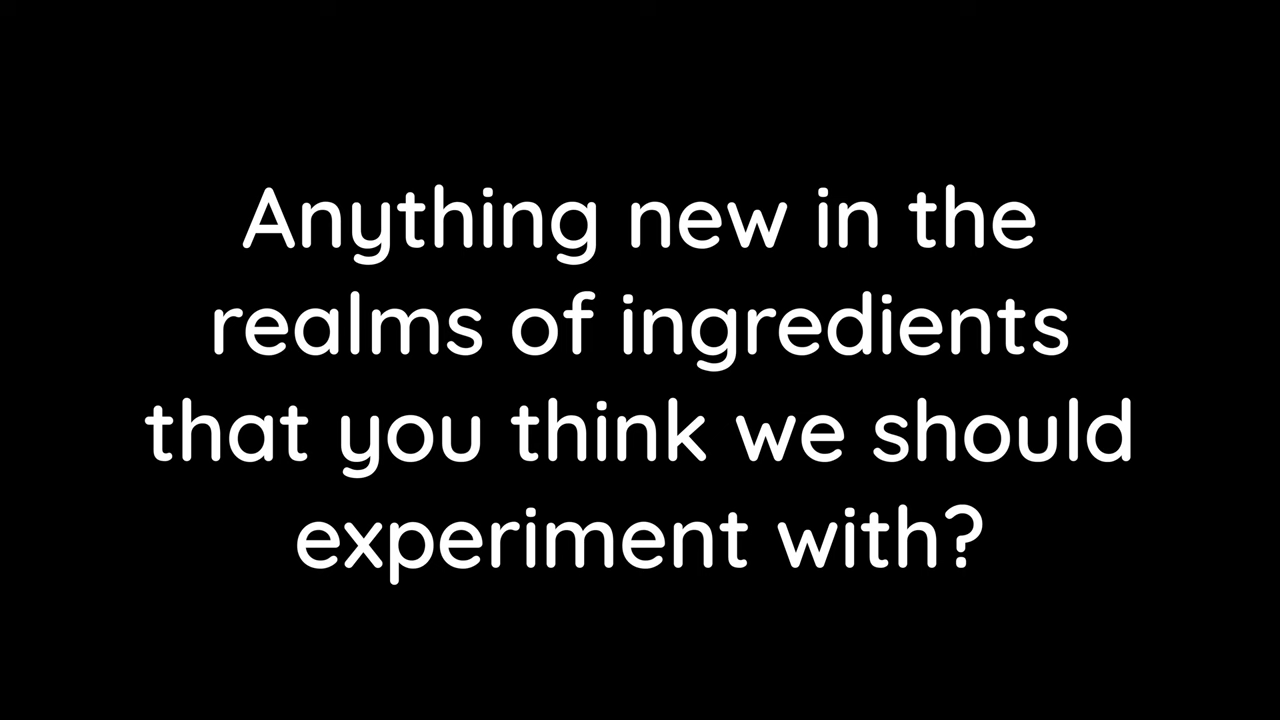 Anything new in the
realms of ingredients
that you think we should
experiment with?